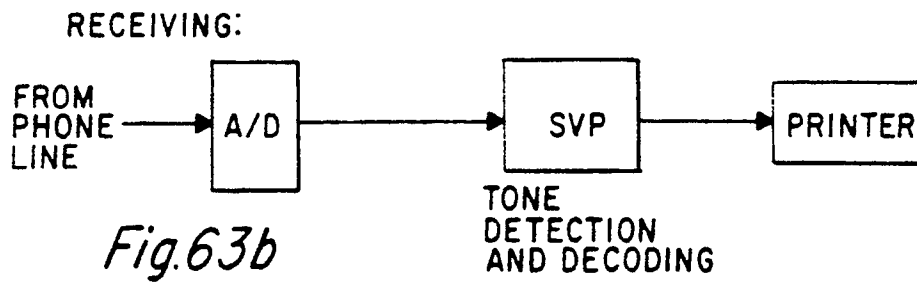 RECEIVING:
FROM
PHONE
LINE
A/D
SVP
PRINTER
TONE
DETECTION
AND DECODING
Fig.63b